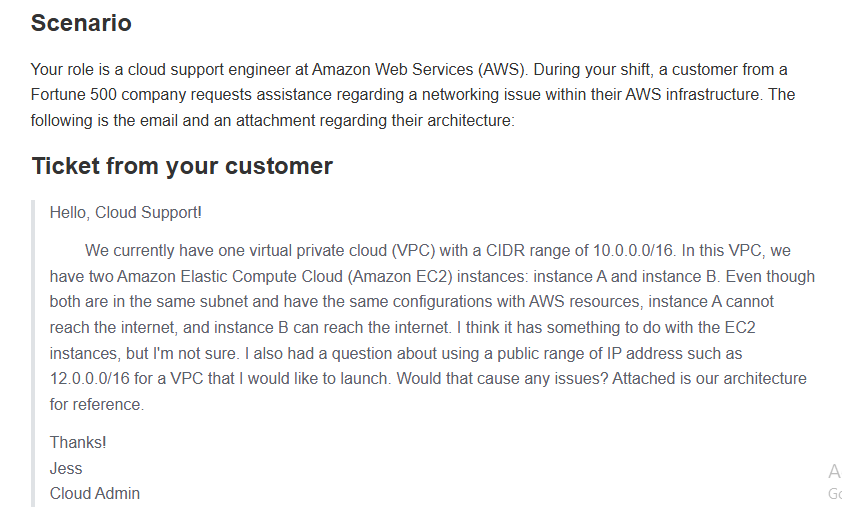 Scenario
Your role is a cloud support engineer at Amazon Web Services (AWS). During your shift, a customer from a
Fortune 500 company requests assistance regarding a networking issue within their AWS infrastructure. The
following is the email and an attachment regarding their architecture:
Ticket from your customer
Hello, Cloud Support!
We currently have one virtual private cloud (VPC) with a CIDR range of 10.0.0.0/16. In this VPC, we
have two Amazon Elastic Compute Cloud (Amazon EC2) instances: instance A and instance B. Even though
both are in the same subnet and have the same configurations with AWS resources, instance A cannot
reach the internet, and instance B can reach the internet. I think it has something to do with the EC2
instances, but I'm not sure. I also had a question about using a public range of IP address such as
12.0.0.0/16 for a VPC that I would like to launch. Would that cause any issues? Attached is our architecture
for reference.
Thanks!
Jess
Cloud Admin